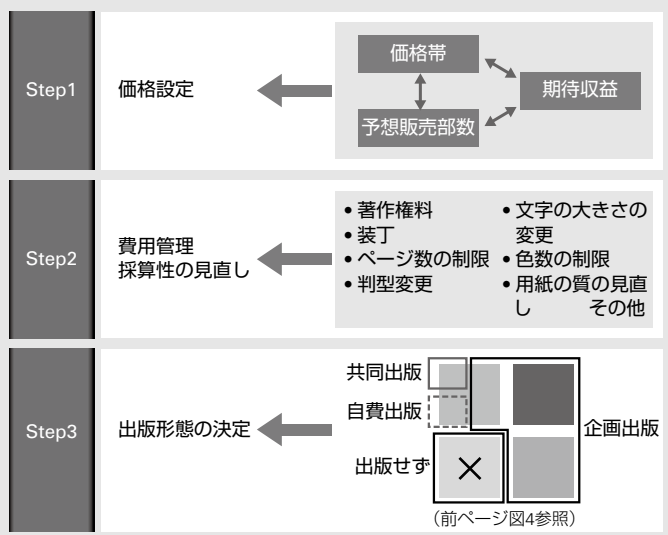 Step1
価格設定
価格帯
予想販売部数
期待収益
Step2
費用管理
採算性の見直し
• 著作権料
• 装丁
• ページ数の制限
• 判型変更
• 文字の大きさの
変更
• 色数の制限
• 用紙の質の見直
し　　その他
Step3
出版形態の決定
共同出版
自費出版
出版せず
企画出版
（前ページ図4参照）